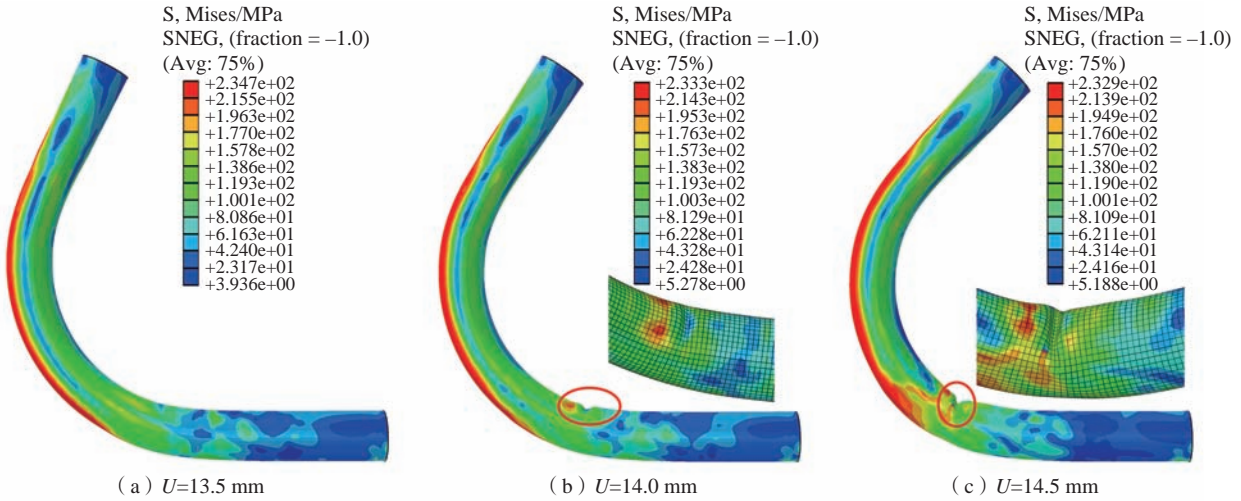 S, Mises/MPa
SNEG, (fraction = –1.0)
(Avg: 75%)
+2.347e+02
+2.155e+02
+1.963e+02
+1.770e+02
+1.578e+02
+1.386e+02
+1.193e+02
+1.001e+02
+8.086e+01
+6.163e+01
+4.240e+01
+2.317e+01
+3.936e+00
(a) U=13.5 mm
S, Mises/MPa
SNEG, (fraction = –1.0)
(Avg: 75%)
+2.333e+02
+2.143e+02
+1.953e+02
+1.763e+02
+1.573e+02
+1.383e+02
+1.193e+02
+1.003e+02
+8.129e+01
+6.228e+01
+4.328e+01
+2.428e+01
+5.278e+00
(b) U=14.0 mm
S, Mises/MPa
SNEG, (fraction = –1.0)
(Avg: 75%)
+2.329e+02
+2.139e+02
+1.949e+02
+1.760e+02
+1.570e+02
+1.380e+02
+1.190e+02
+1.001e+02
+8.109e+01
+6.211e+01
+4.314e+01
+2.416e+01
+5.188e+00
(c) U=14.5 mm